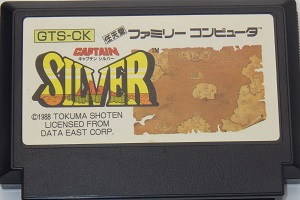 GTS-CK
任天堂 ファミリー コンピュータ
CAPTAIN
キャプテン シルバー
SILVER
©1988 TOKUMA SHOTEN
LICENSED FROM
DATA EAST CORP.